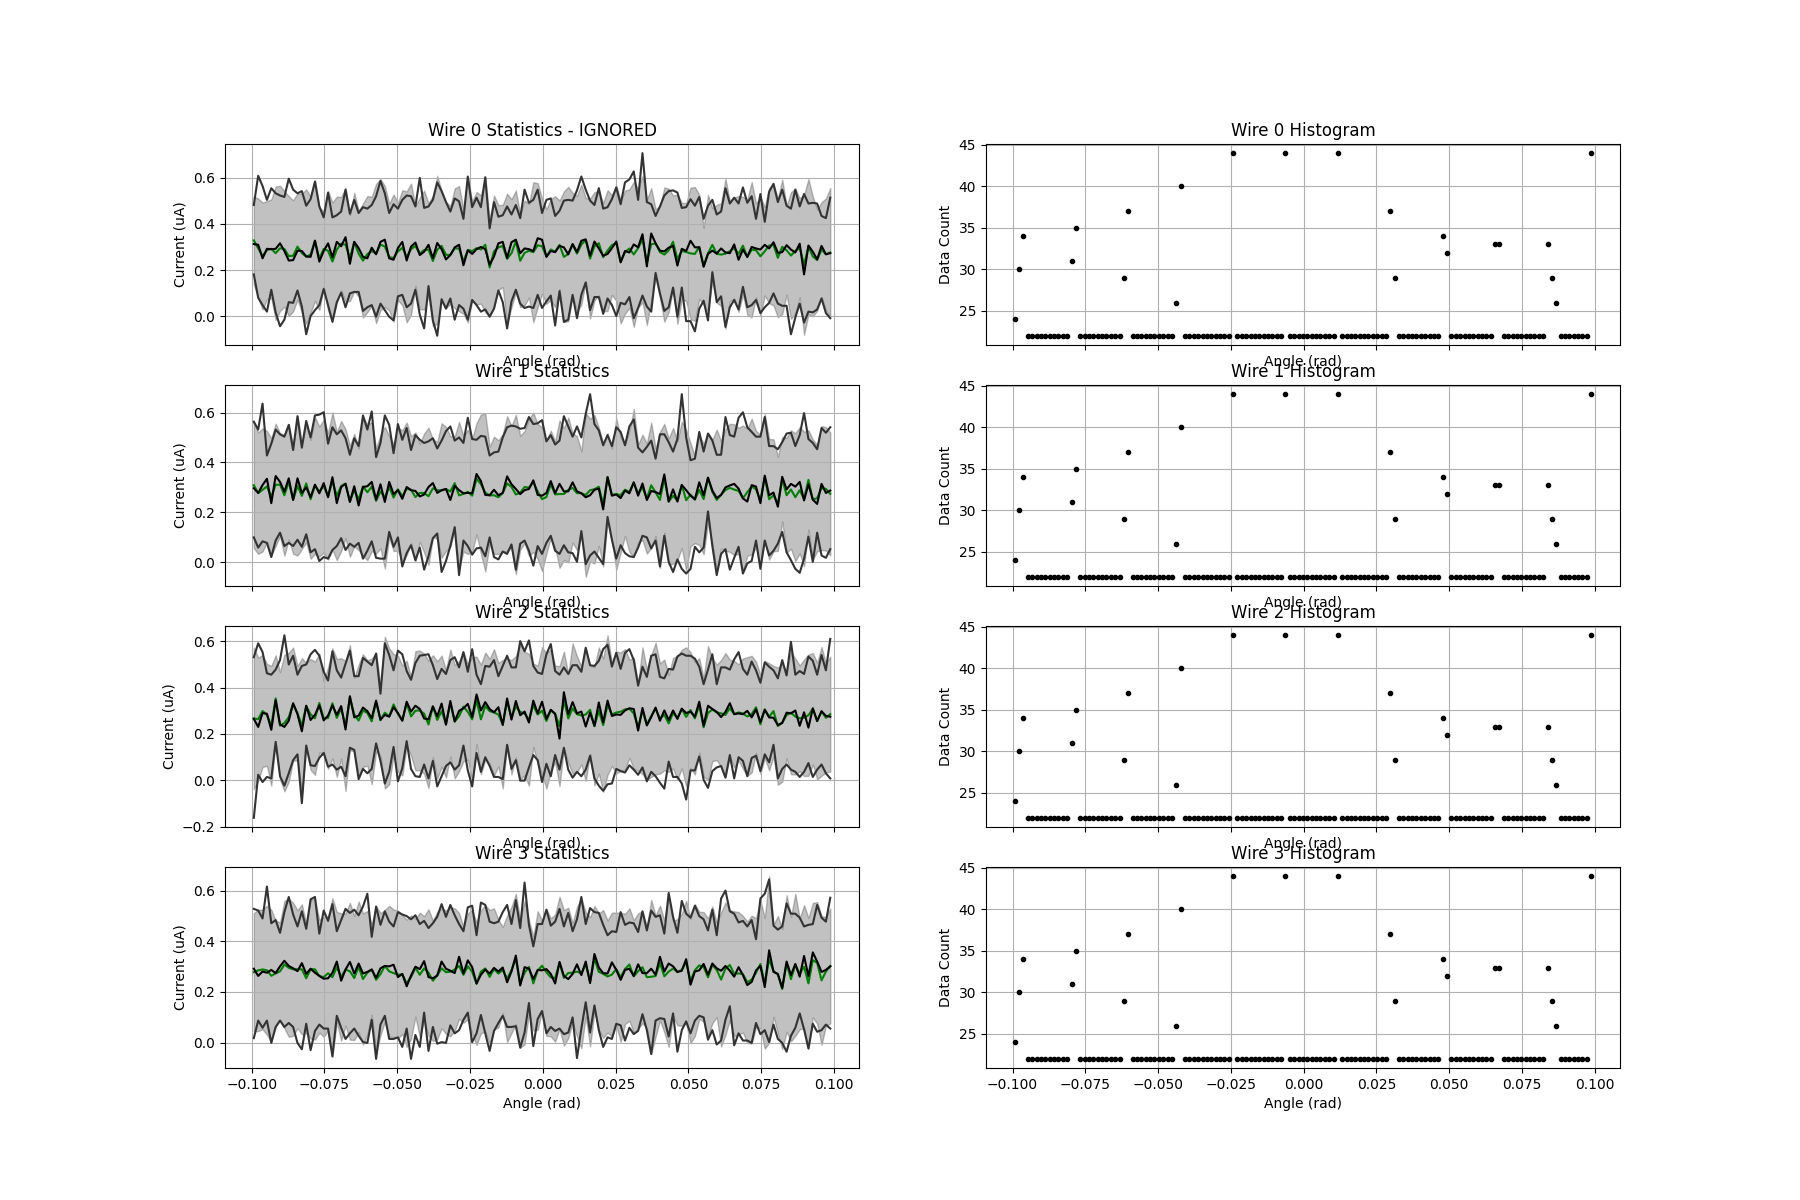 Wire 0 Statistics - IGNORED
Current (uA)
0.6
0.4
0.2
0.0
Angle (rad)
Wire 0 Histogram
Data Count
45
40
35
30
25
Angle (rad)
Wire 1 Statistics
Current (uA)
0.6
0.4
0.2
0.0
Angle (rad)
Wire 1 Histogram
Data Count
45
40
35
30
25
Angle (rad)
Wire 2 Statistics
Current (uA)
0.6
0.4
0.2
0.0
−0.2
Angle (rad)
Wire 2 Histogram
Data Count
45
40
35
30
25
Angle (rad)
Wire 3 Statistics
Current (uA)
0.6
0.4
0.2
0.0
−0.100 −0.075 −0.050 −0.025 0.000 0.025 0.050 0.075 0.100
Angle (rad)
Wire 3 Histogram
Data Count
45
40
35
30
25
−0.100 −0.075 −0.050 −0.025 0.000 0.025 0.050 0.075 0.100
Angle (rad)